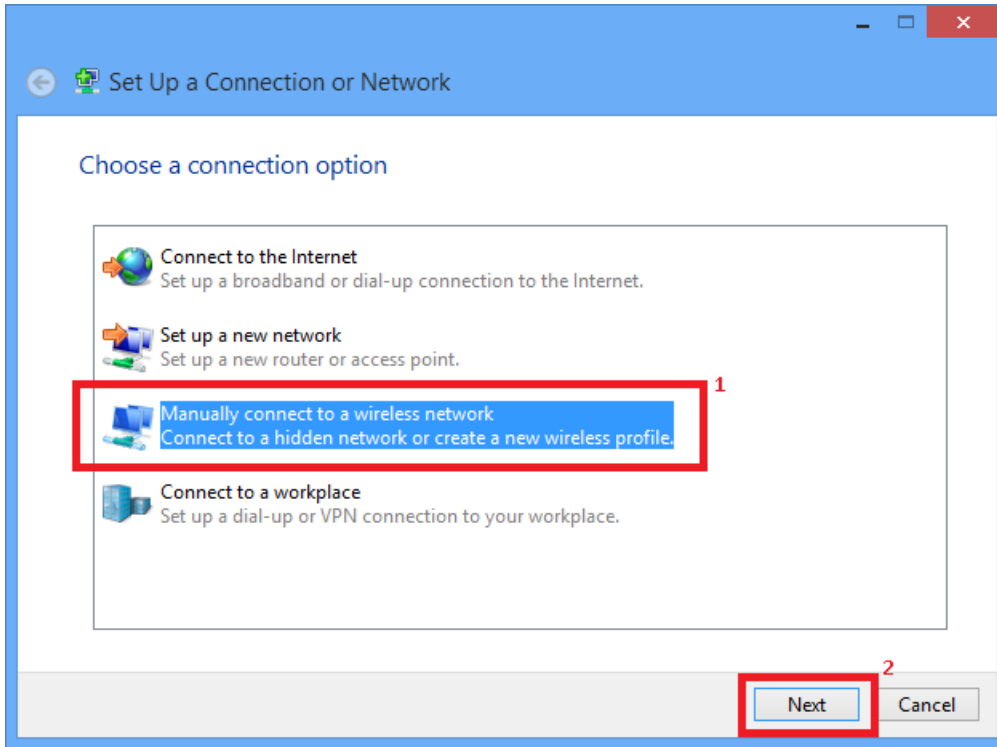 Set Up a Connection or Network
Choose a connection option
Connect to the Internet
Set up a broadband or dial-up connection to the Internet.
Set up a new network
Set up a new router or access point.
1
Manually connect to a wireless network
Connect to a hidden network or create a new wireless profile.
Connect to a workplace
Set up a dial-up or VPN connection to your workplace.
2
Next
Cancel